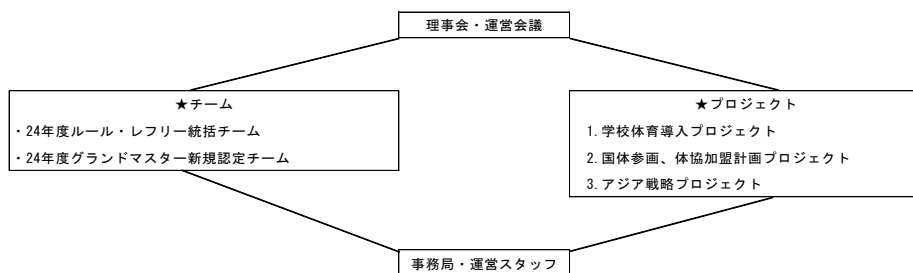 理事会・運営会議
★チーム
・24年度ルール・レフリー統括チーム
・24年度グランドマスター新規認定チーム
★プロジェクト
1. 学校体育導入プロジェクト
2. 国体参画、体協加盟計画プロジェクト
3. アジア戦略プロジェクト
事務局・運営スタッフ